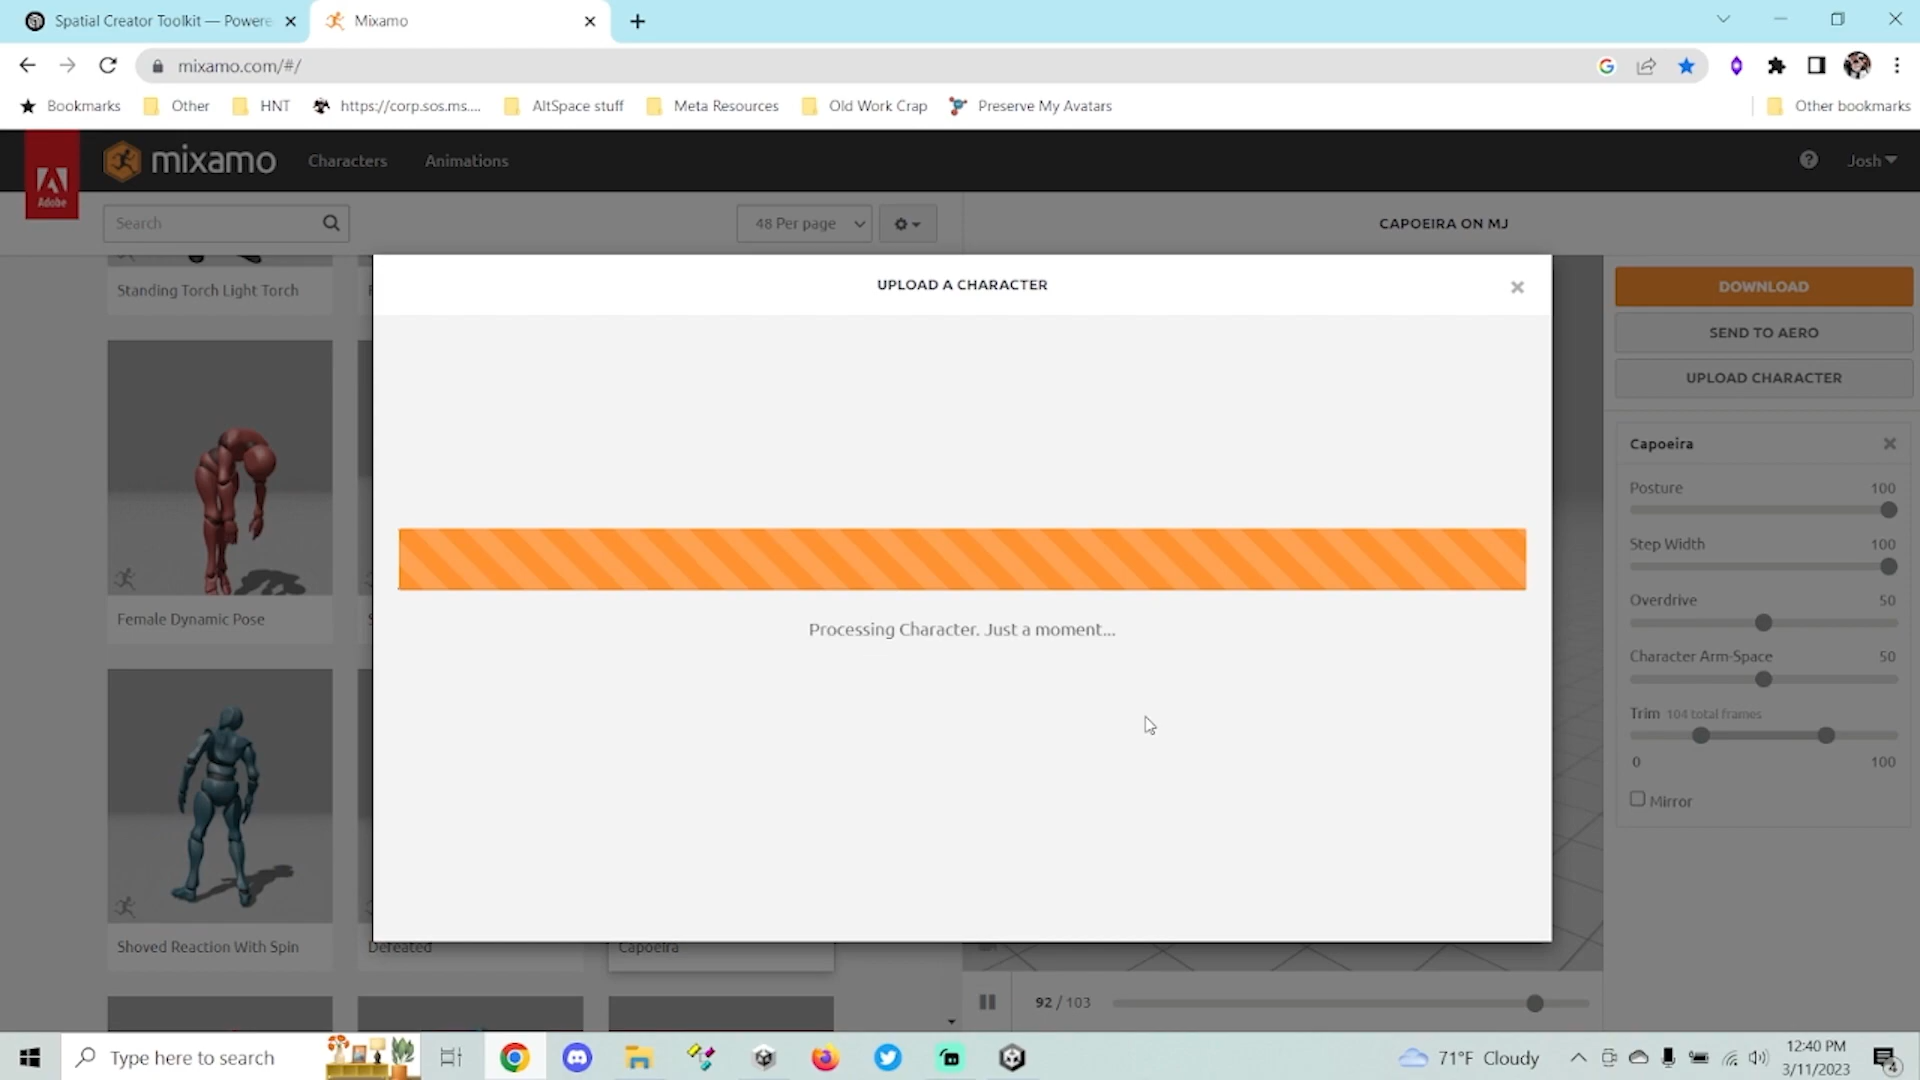 Spatial Creator Toolkit — Powere
Mixamo
mixamo.com/#/
Bookmarks
Other
HNT
https://corp.sos.ms....
AltSpace stuff
Meta Resources
Old Work Crap
Preserve My Avatars
Other bookmarks
Adobe
mixamo
Characters
Animations
Josh
Search
48 Per page
CAPOEIRA ON MJ
Standing Torch Light Torch
UPLOAD A CHARACTER
DOWNLOAD
SEND TO AERO
UPLOAD CHARACTER
Capoeira
Posture 100
Step Width 100
Female Dynamic Pose
Overdrive 50
Processing Character. Just a moment...
Character Arm-Space 50
Trim 104 total frames
0 100
Mirror
Shoved Reaction With Spin
Defeated
Capoeira
92 / 103
Type here to search
71°F Cloudy
12:40 PM
3/11/2023
4